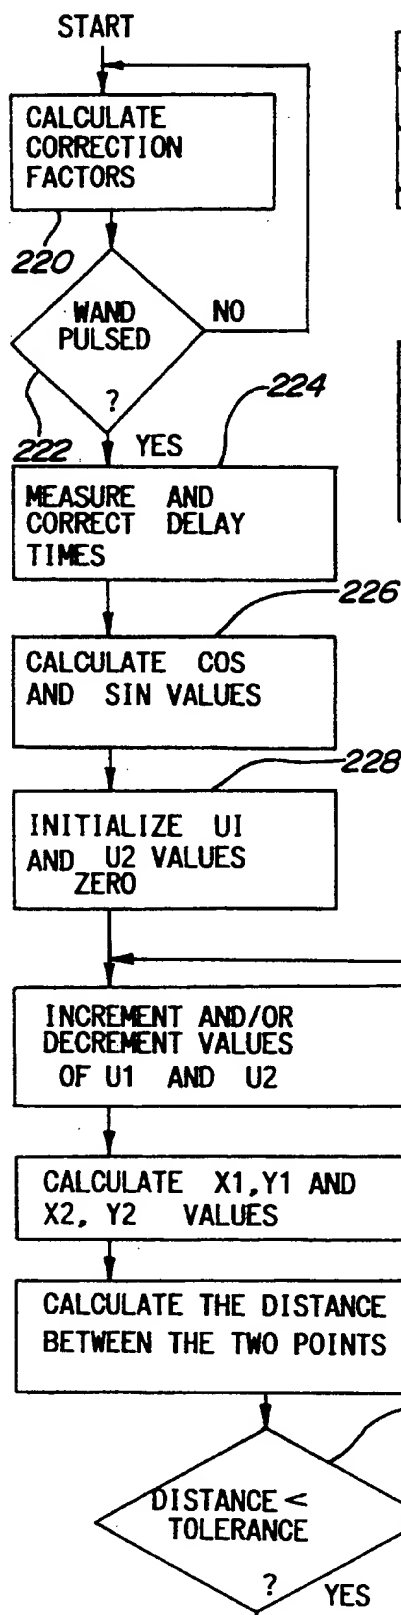 START
CALCULATE
CORRECTION
FACTORS
220
WAND
PULSED
?
NO
222
YES
224
MEASURE AND
CORRECT DELAY
TIMES
226
CALCULATE COS
AND SIN VALUES
228
INITIALIZE U1
AND U2 VALUES
ZERO
INCREMENT AND/OR
DECREMENT VALUES
OF U1 AND U2
CALCULATE X1,Y1 AND
X2, Y2 VALUES
CALCULATE THE DISTANCE
BETWEEN THE TWO POINTS
DISTANCE <
TOLERANCE
?
YES